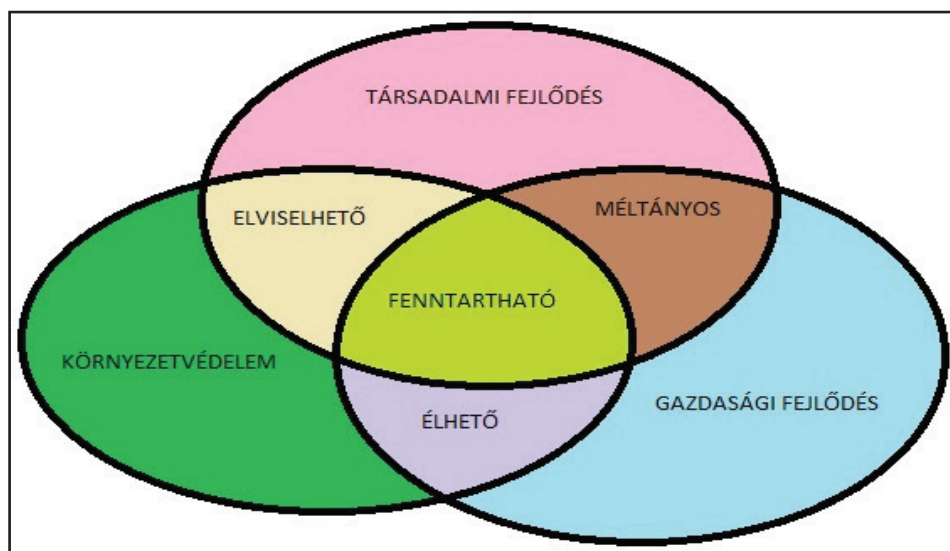 TÁRSADALMI FEJLŐDÉS
ELVISELHETŐ
MÉLTÁNYOS
FENNTARTHATÓ
KÖRNYEZETVÉDELEM
GAZDASÁGI FEJLŐDÉS
ÉLHETŐ